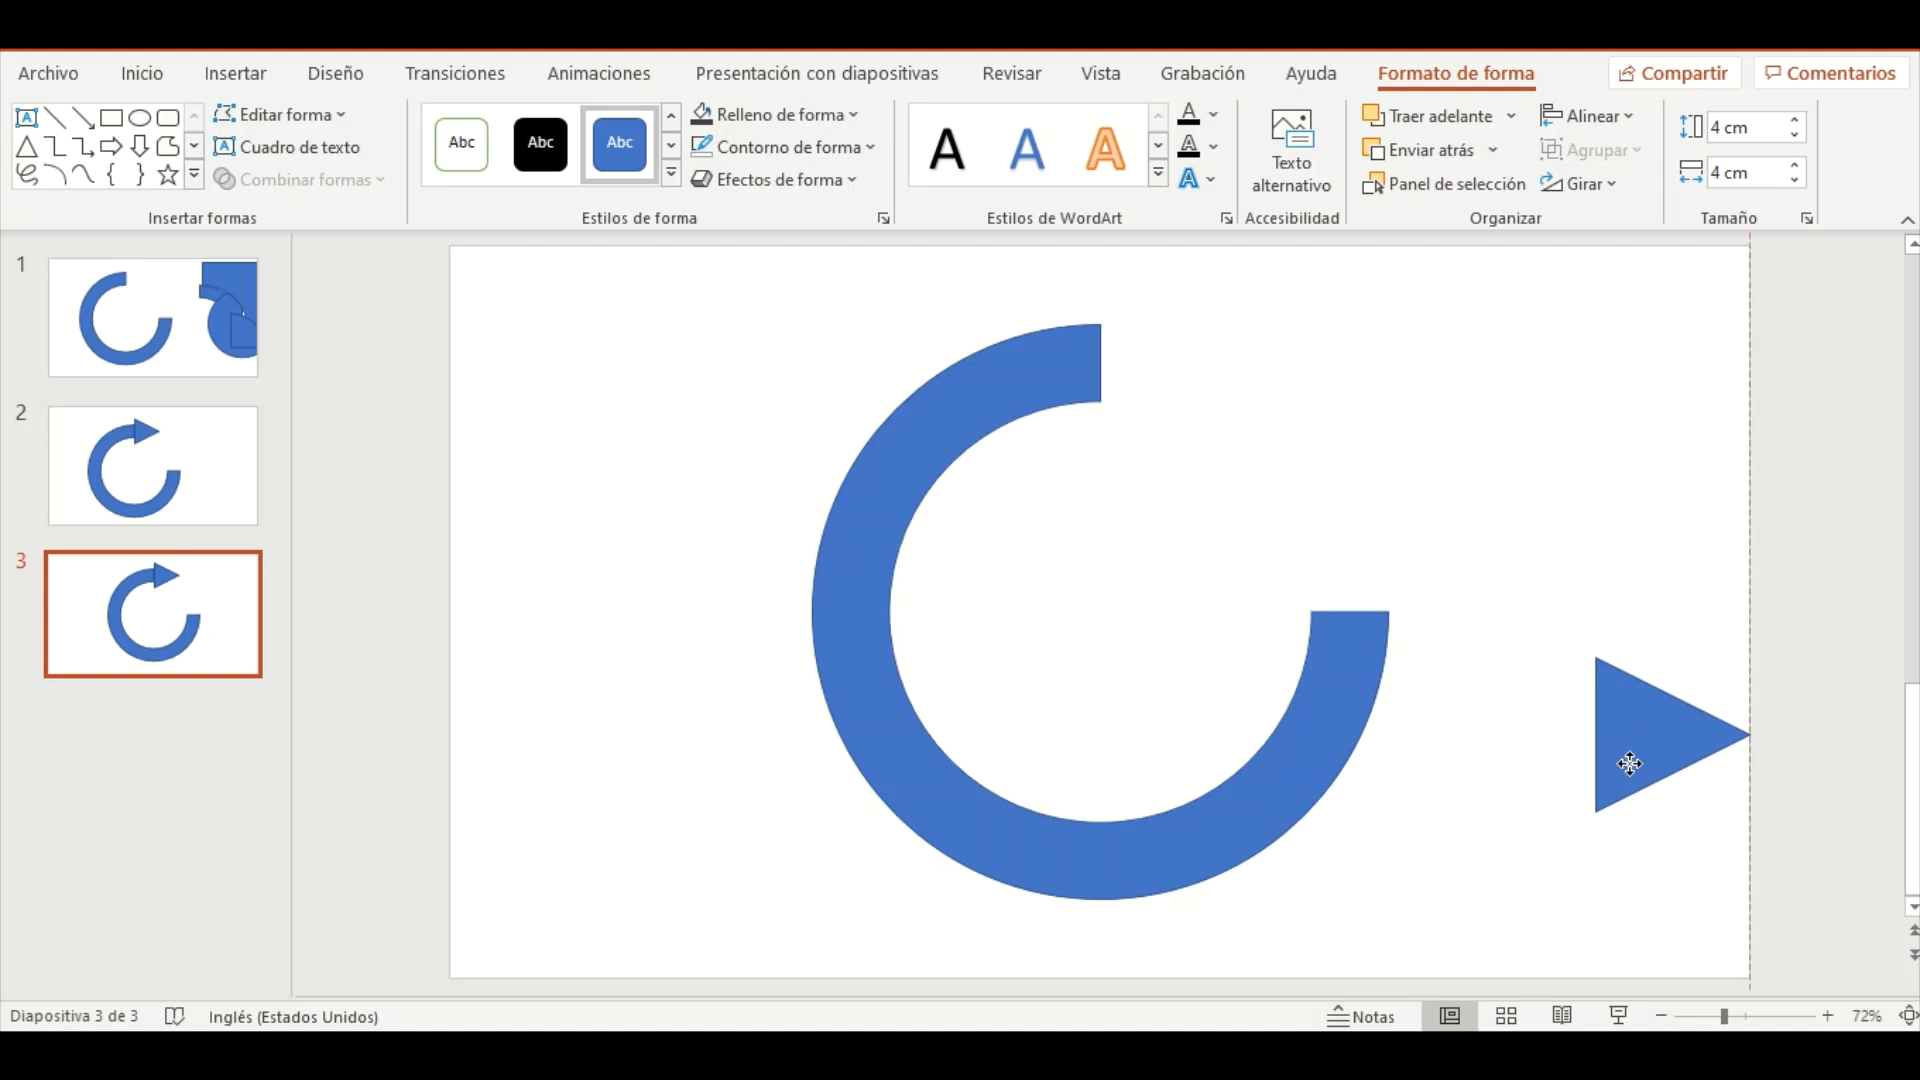 Archivo Inicio Insertar Diseño Transiciones Animaciones Presentación con diapositivas Revisar Vista Grabación Ayuda Formato de forma Compartir Comentarios
Editar forma
Cuadro de texto
Combinar formas
Insertar formas
Abc Abc Abc
Relleno de forma
Contorno de forma
Efectos de forma
Estilos de forma
A A A
A
A
A
Estilos de WordArt
Texto
alternativo
Accesibilidad
Traer adelante
Enviar atrás
Panel de selección
Alinear
Agrupar
Girar
Organizar
4 cm
4 cm
Tamaño
1
2
3
Diapositiva 3 de 3 Inglés (Estados Unidos) Notas 72%